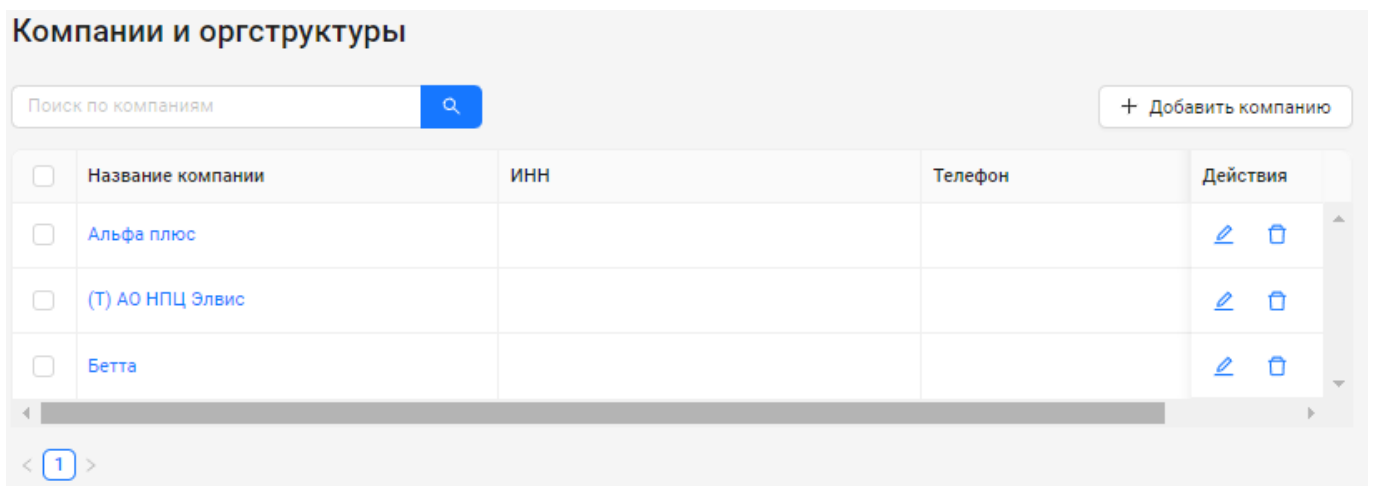 Компании и оргструктуры
Поиск по компаниям
+ Добавить компанию
Название компании ИНН Телефон Действия
Альфа плюс
(Т) АО НПЦ Элвис
Бетта
< 1 >